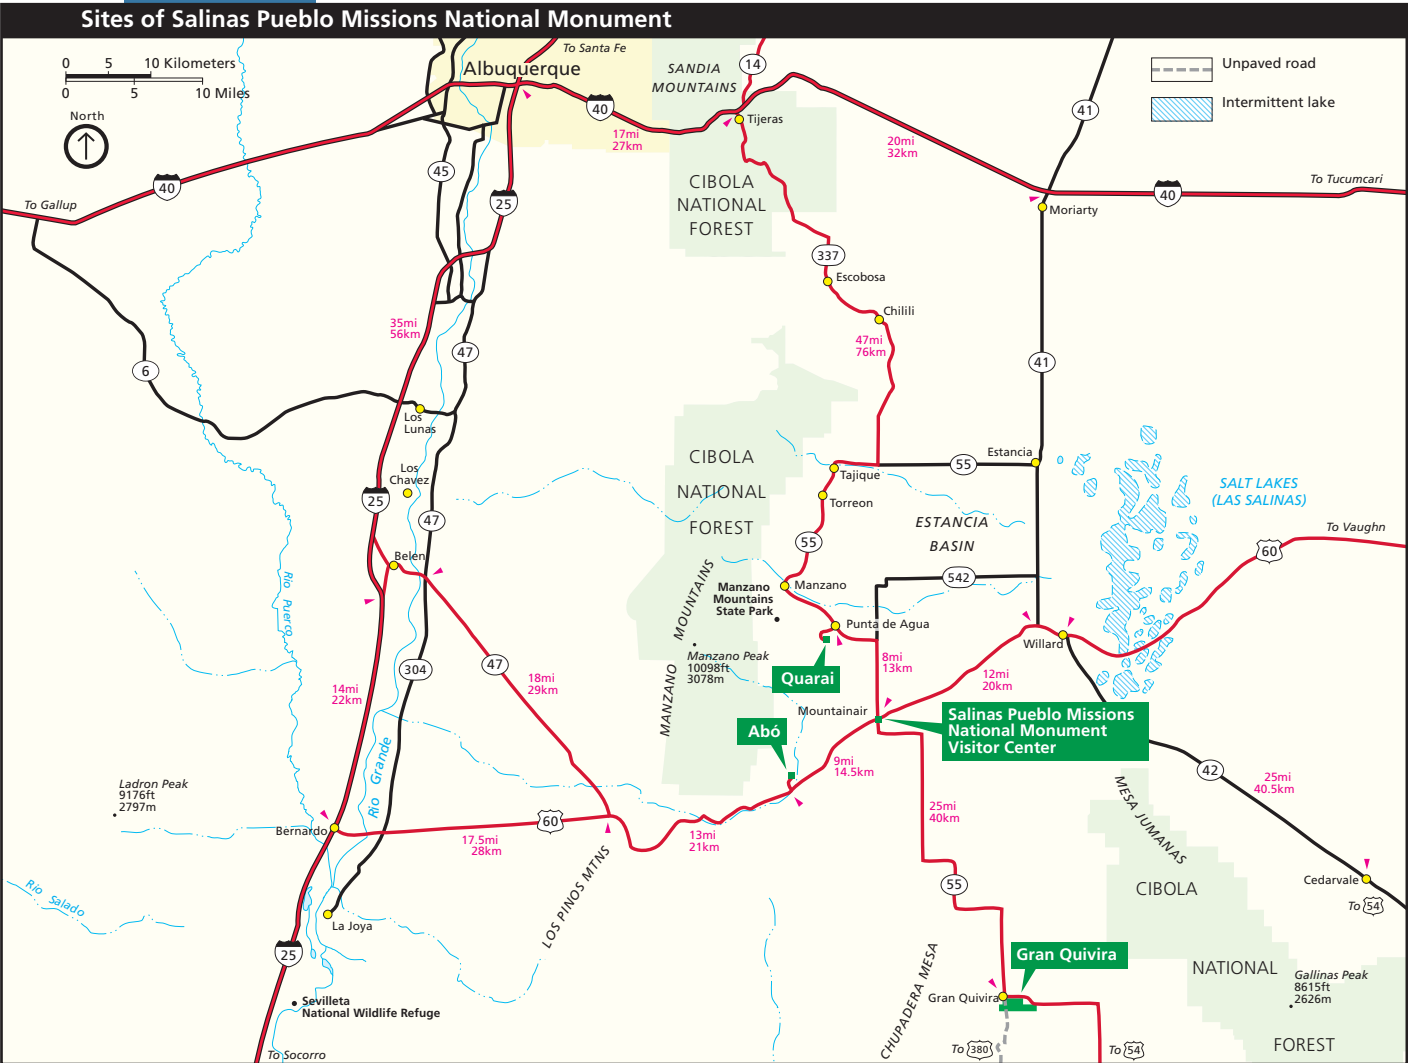 Sites of Salinas Pueblo Missions National Monument
0 5 10 Kilometers
0 5 10 Miles
North
To Santa Fe
Albuquerque
SANDIA
MOUNTAINS
14
Unpaved road
Intermittent lake
41
40
17mi
27km
Tijeras
20mi
32km
45
40
To Gallup
25
CIBOLA
NATIONAL
FOREST
To Tucumcari
40
Moriarty
337
Escobosa
Chilili
35mi
56km
47mi
76km
47
6
41
Los
Lunas
CIBOLA
NATIONAL
FOREST
Estancia
55
Tajique
Los
Chavez
25
47
Torreon
SALT LAKES
(LAS SALINAS)
ESTANCIA
BASIN
To Vaughn
60
55
Belen
542
Manzano
Manzano
Mountains
State Park
Rio Puerco
MANZANO MOUNTAINS
Punta de Agua
Willard
Manzano Peak
10098ft
3078m
Quarai
8mi
13km
12mi
20km
304
47
18mi
29km
14mi
22km
Mountainair
Salinas Pueblo Missions
National Monument
Visitor Center
Abó
9mi
14.5km
Rio Grande
42
25mi
40.5km
MESA JUMANAS
Ladron Peak
9176ft
2797m
Bernardo
60
17.5mi
28km
13mi
21km
25mi
40km
LOS PINOS MTNS
55
CIBOLA
NATIONAL
FOREST
Cedarvale
To 54
Rio Salado
La Joya
25
CHUPADERA MESA
Gran Quivira
Gran Quivira
Gallinas Peak
8615ft
2626m
Sevilleta
National Wildlife Refuge
To Socorro
To 380
To 54